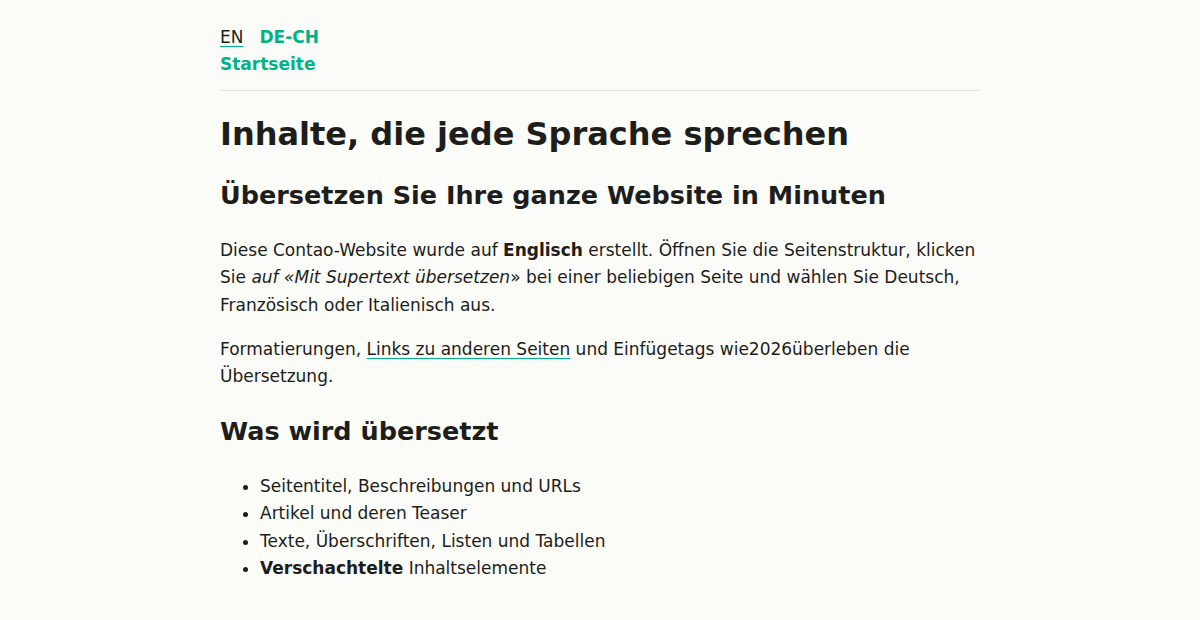 EN DE-CH
Startseite
Inhalte, die jede Sprache sprechen
Übersetzen Sie Ihre ganze Website in Minuten
Diese Contao-Website wurde auf Englisch erstellt. Öffnen Sie die Seitenstruktur, klicken
Sie auf «Mit Supertext übersetzen» bei einer beliebigen Seite und wählen Sie Deutsch,
Französisch oder Italienisch aus.
Formatierungen, Links zu anderen Seiten und Einfügetags wie2026überleben die
Übersetzung.
Was wird übersetzt
• Seitentitel, Beschreibungen und URLs
• Artikel und deren Teaser
• Texte, Überschriften, Listen und Tabellen
• Verschachtelte Inhaltselemente